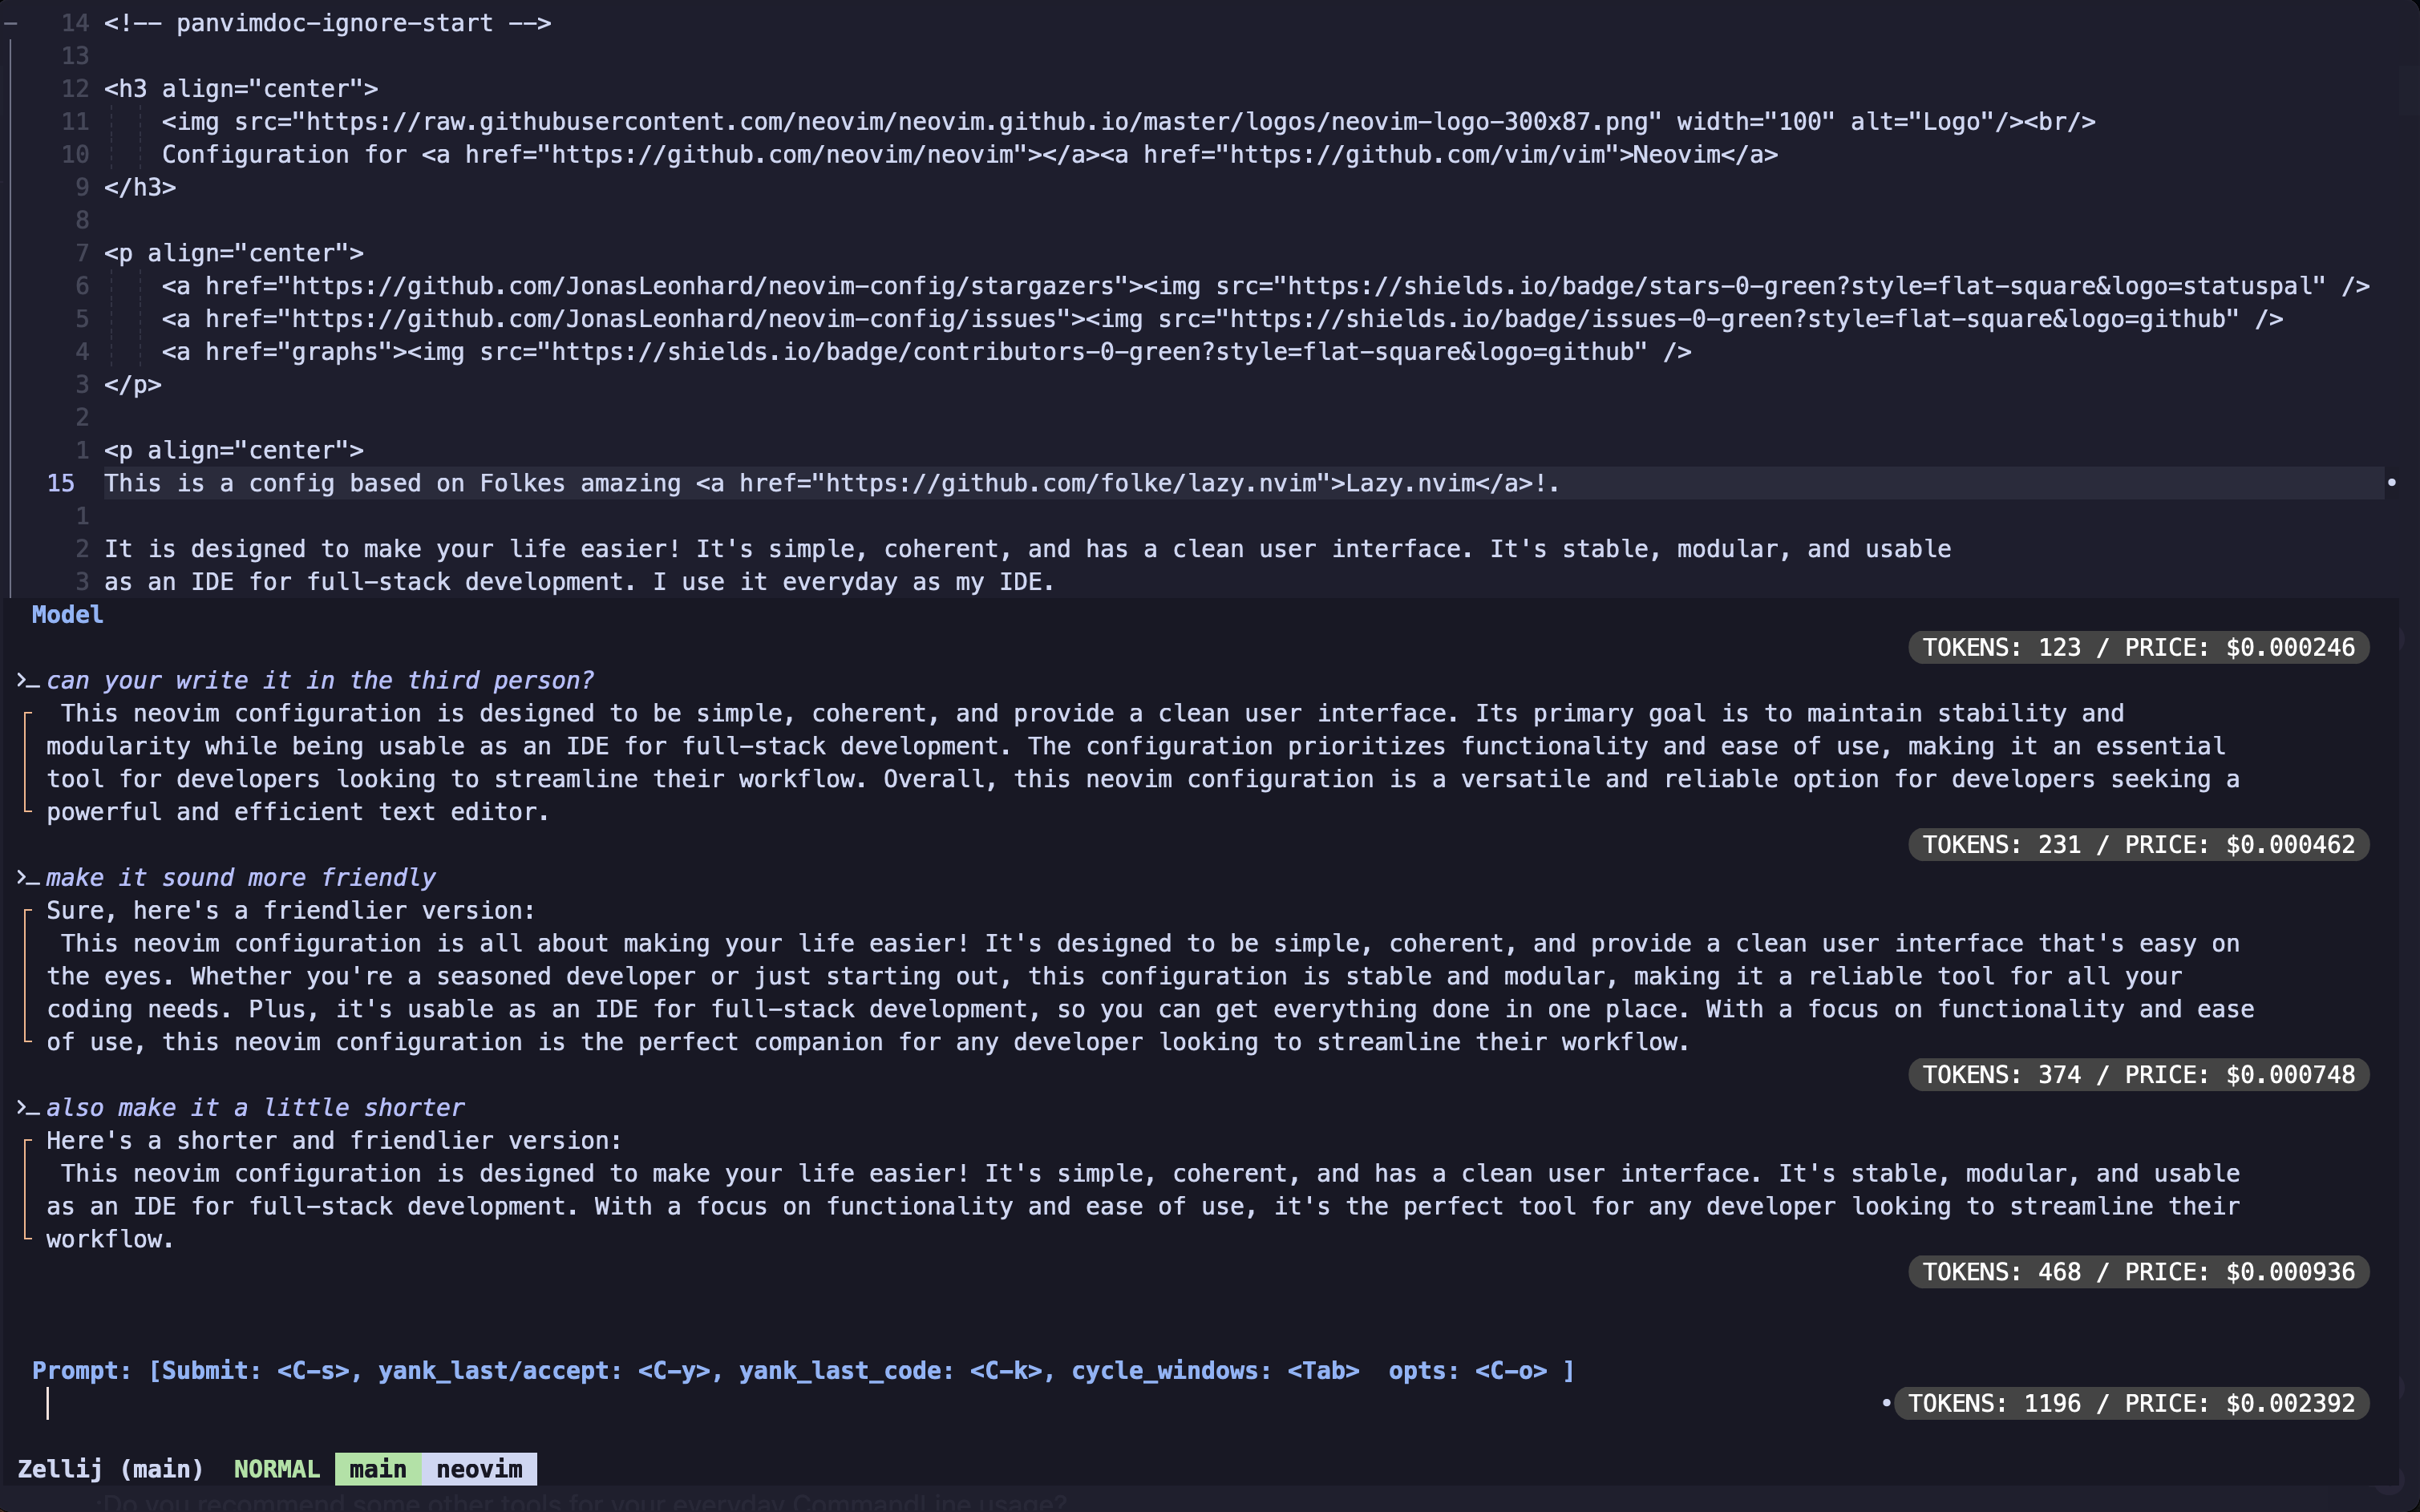 14 <!-- panvimdoc-ignore-start -->
13
12 <h3 align="center">
11 <img src="https://raw.githubusercontent.com/neovim/neovim.github.io/master/logos/neovim-logo-300x87.png" width="100" alt="Logo"/><br/>
10 Configuration for <a href="https://github.com/neovim/neovim"></a><a href="https://github.com/vim/vim">Neovim</a>
9 </h3>
8
7 <p align="center">
6 <a href="https://github.com/JonasLeonhard/neovim-config/stargazers"><img src="https://shields.io/badge/stars-0-green?style=flat-square&logo=statuspal" />
5 <a href="https://github.com/JonasLeonhard/neovim-config/issues"><img src="https://shields.io/badge/issues-0-green?style=flat-square&logo=github" />
4 <a href="graphs"><img src="https://shields.io/badge/contributors-0-green?style=flat-square&logo=github" />
3 </p>
2
1 <p align="center">
15 This is a config based on Folkes amazing <a href="https://github.com/folke/lazy.nvim">Lazy.nvim</a>!.
1
2 It is designed to make your life easier! It's simple, coherent, and has a clean user interface. It's stable, modular, and usable
3 as an IDE for full-stack development. I use it everyday as my IDE.
Model
TOKENS: 123 / PRICE: $0.000246
can your write it in the third person?
This neovim configuration is designed to be simple, coherent, and provide a clean user interface. Its primary goal is to maintain stability and
modularity while being usable as an IDE for full-stack development. The configuration prioritizes functionality and ease of use, making it an essential
tool for developers looking to streamline their workflow. Overall, this neovim configuration is a versatile and reliable option for developers seeking a
powerful and efficient text editor.
TOKENS: 231 / PRICE: $0.000462
make it sound more friendly
Sure, here's a friendlier version:
This neovim configuration is all about making your life easier! It's designed to be simple, coherent, and provide a clean user interface that's easy on
the eyes. Whether you're a seasoned developer or just starting out, this configuration is stable and modular, making it a reliable tool for all your
coding needs. Plus, it's usable as an IDE for full-stack development, so you can get everything done in one place. With a focus on functionality and ease
of use, this neovim configuration is the perfect companion for any developer looking to streamline their workflow.
TOKENS: 374 / PRICE: $0.000748
also make it a little shorter
Here's a shorter and friendlier version:
This neovim configuration is designed to make your life easier! It's simple, coherent, and has a clean user interface. It's stable, modular, and usable
as an IDE for full-stack development. With a focus on functionality and ease of use, it's the perfect tool for any developer looking to streamline their
workflow.
TOKENS: 468 / PRICE: $0.000936
Prompt: [Submit: <C-s>, yank_last/accept: <C-y>, yank_last_code: <C-k>, cycle_windows: <Tab>  opts: <C-o> ]
TOKENS: 1196 / PRICE: $0.002392
Zellij (main) NORMAL main neovim
Do you recommend some other tools for your everyday CommandLine usage?